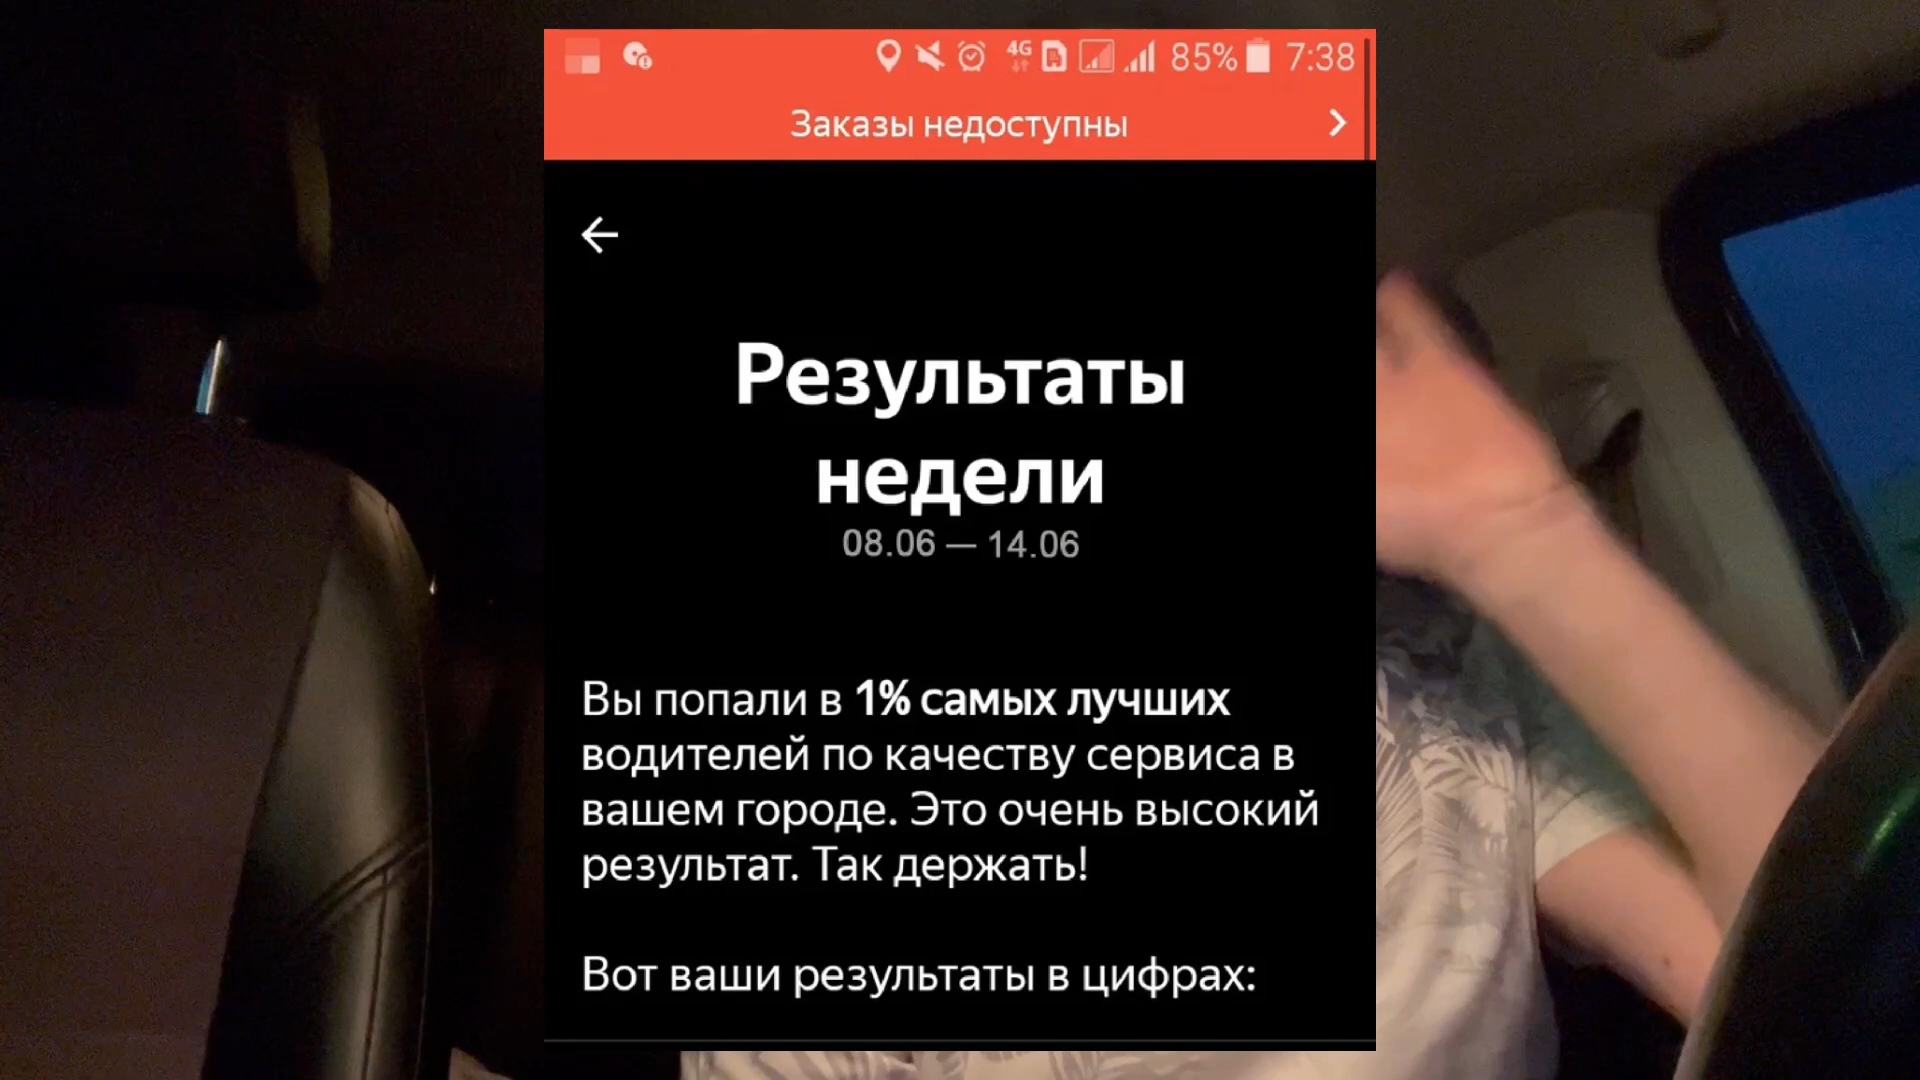 4G 85% 7:38
Заказы недоступны
Результаты
недели
08.06 — 14.06
Вы попали в 1% самых лучших
водителей по качеству сервиса в
вашем городе. Это очень высокий
результат. Так держать!
Вот ваши результаты в цифрах: